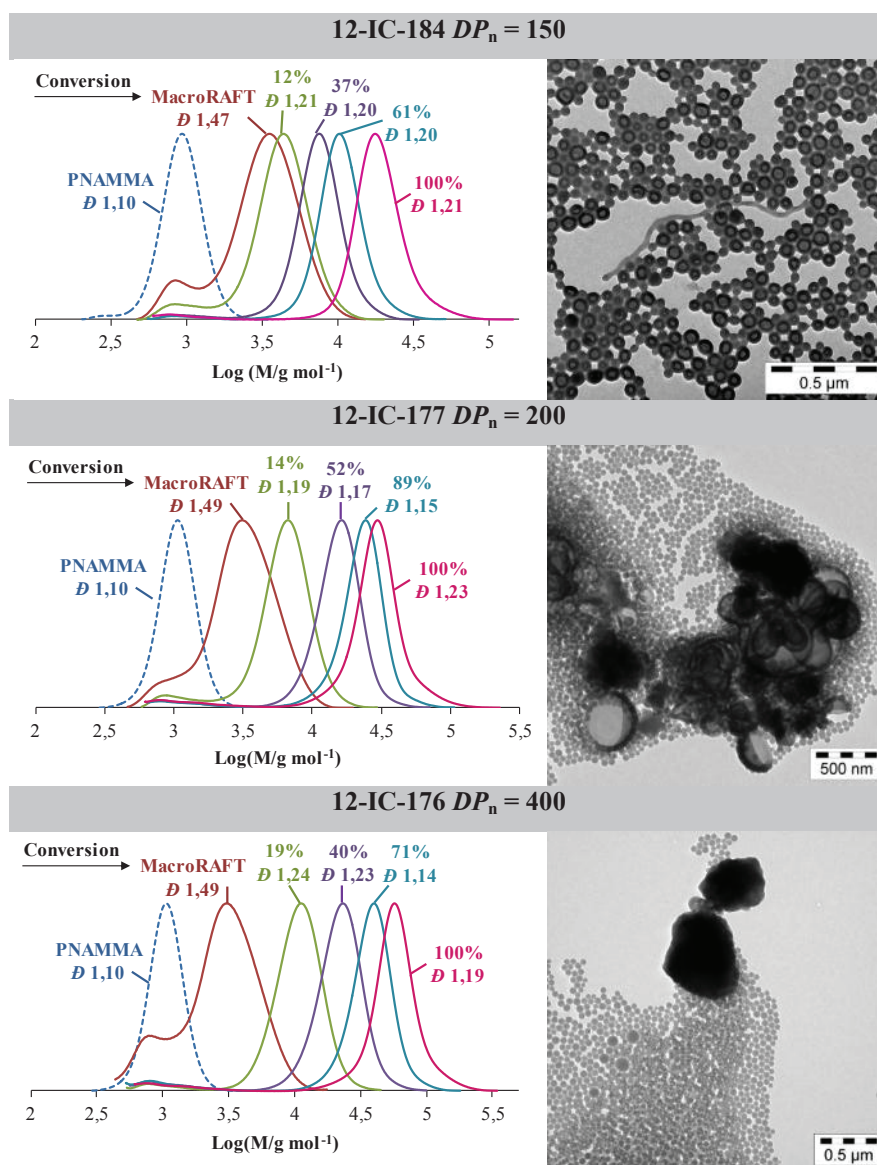 12-IC-184 DPn = 150
Conversion
MacroRAFT
Đ 1,47
12%
Đ 1,21
37%
Đ 1,20
61%
Đ 1,20
PNAMMA
Đ 1,10
100%
Đ 1,21
2 2,5 3 3,5 4 4,5 5
Log (M/g mol-1)
0.5 µm
12-IC-177 DPn = 200
Conversion
MacroRAFT
Đ 1,49
14%
Đ 1,19
52%
Đ 1,17
89%
Đ 1,15
PNAMMA
Đ 1,10
100%
Đ 1,23
2 2,5 3 3,5 4 4,5 5 5,5
Log(M/g mol-1)
500 nm
12-IC-176 DPn = 400
Conversion
MacroRAFT
Đ 1,49
19%
Đ 1,24
40%
Đ 1,23
71%
Đ 1,14
PNAMMA
Đ 1,10
100%
Đ 1,19
2 2,5 3 3,5 4 4,5 5 5,5
Log(M/g mol-1)
0.5 µm